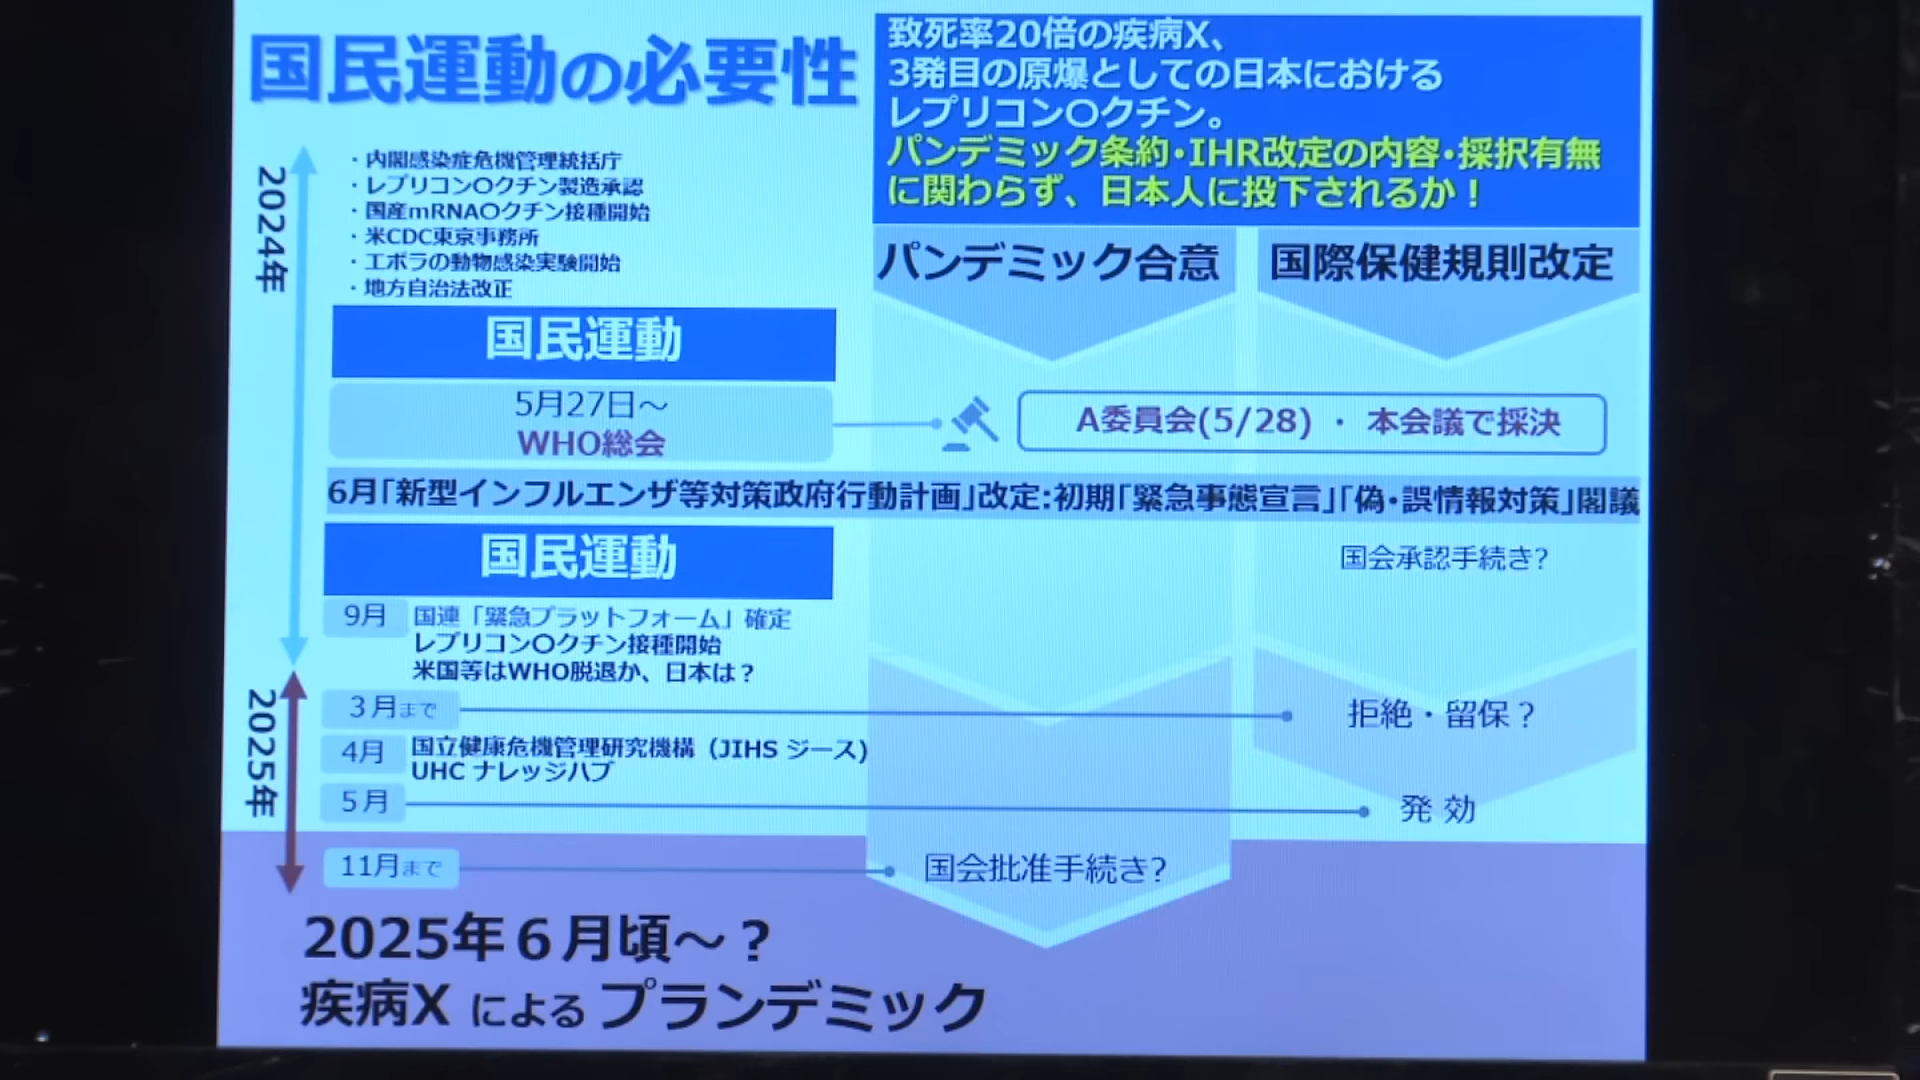 国民運動の必要性
致死率20倍の疾病X、
3発目の原爆としての日本における
レプリコン〇クチン。
パンデミック条約・IHR改定の内容・採択有無
に関わらず、日本人に投下されるか！
2024年
・内閣感染症危機管理統括庁
・レプリコン〇クチン製造承認
・国産mRNA〇クチン接種開始
・米CDC東京事務所
・エボラの動物感染実験開始
・地方自治法改正
パンデミック合意
国際保健規則改定
国民運動
5月27日～
WHO総会
A委員会(5/28) ・ 本会議で採決
6月「新型インフルエンザ等対策政府行動計画」改定:初期「緊急事態宣言」「偽・誤情報対策」閣議
国民運動
国会承認手続き?
9月 国連「緊急プラットフォーム」確定
レプリコン〇クチン接種開始
米国等はWHO脱退か、日本は？
2025年
3月まで
拒絶・留保？
4月 国立健康危機管理研究機構（JIHS ジース)
UHC ナレッジハブ
5月
発 効
11月まで
国会批准手続き?
2025年６月頃～？
疾病X による プランデミック